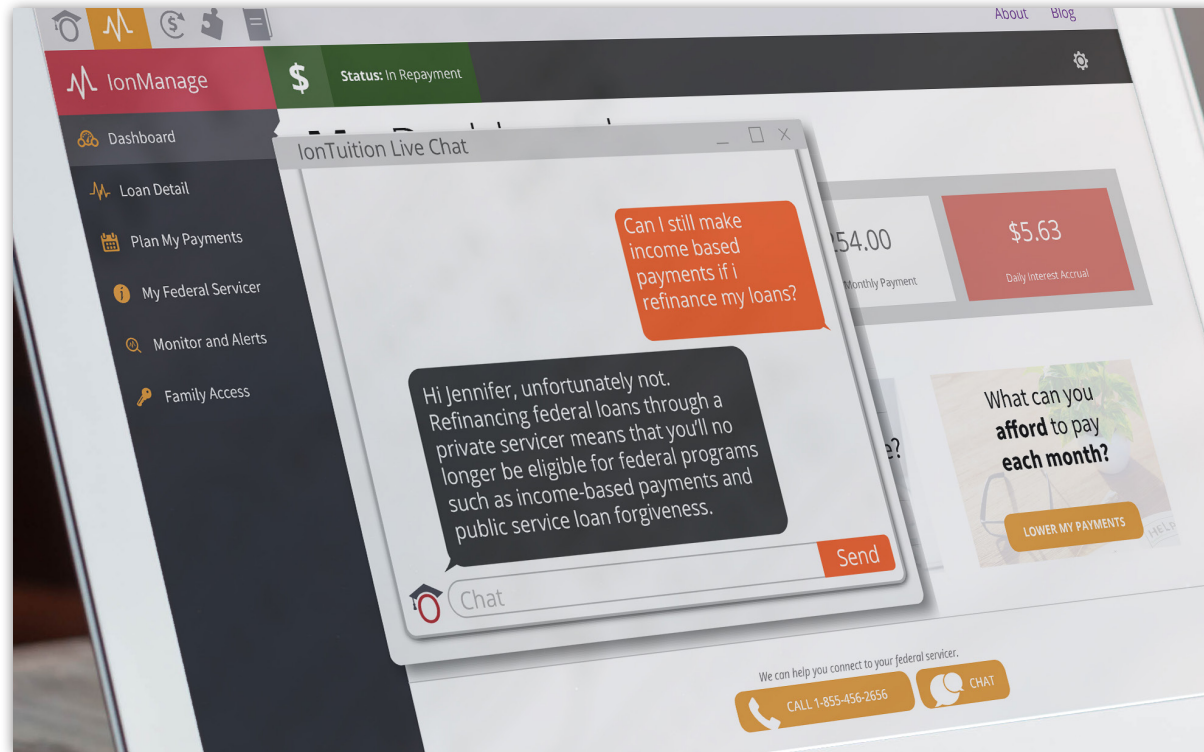 About Blog
IonManage
$
Status: In Repayment
Dashboard
Loan Detail
Plan My Payments
My Federal Servicer
Monitor and Alerts
Family Access
IonTuition Live Chat
Can I still make
income based
payments if i
refinance my loans?
Hi Jennifer, unfortunately not.
Refinancing federal loans through a
private servicer means that you'll no
longer be eligible for federal programs
such as income-based payments and
public service loan forgiveness.
Chat
Send
54.00
Monthly Payment
$5.63
Daily Interest Accrual
?
What can you
afford to pay
each month?
LOWER MY PAYMENTS
HELP
We can help you connect to your federal servicer.
CALL 1-855-456-2656
CHAT